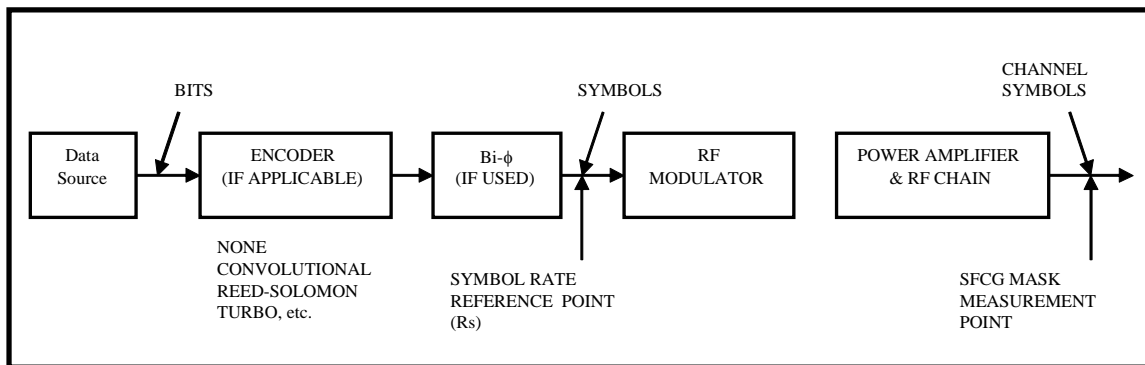 BITS
SYMBOLS
CHANNEL
SYMBOLS
Data
Source
ENCODER
(IF APPLICABLE)
Bi-ϕ
(IF USED)
RF
MODULATOR
POWER AMPLIFIER
& RF CHAIN
NONE
CONVOLUTIONAL
REED-SOLOMON
TURBO, etc.
SYMBOL RATE
REFERENCE POINT
(Rs)
SFCG MASK
MEASUREMENT
POINT